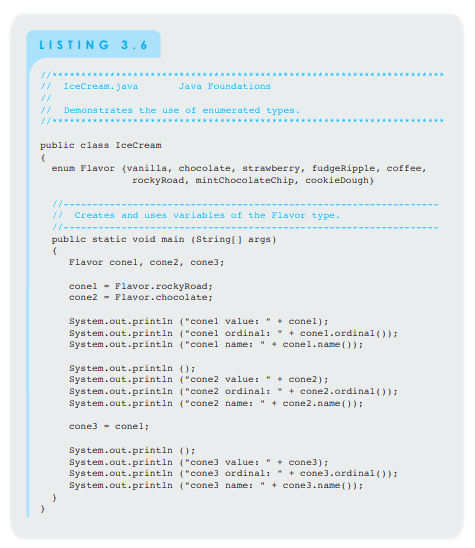 LISTING 3.6
//********************************************************************
//  IceCream.java       Java Foundations
//
//  Demonstrates the use of enumerated types.
//********************************************************************
public class IceCream
{
  enum Flavor {vanilla, chocolate, strawberry, fudgeRipple, coffee,
               rockyRoad, mintChocolateChip, cookieDough}
  //-----------------------------------------------------------------
  //  Creates and uses variables of the Flavor type.
  //-----------------------------------------------------------------
  public static void main (String[] args)
  {
     Flavor cone1, cone2, cone3;
     cone1 = Flavor.rockyRoad;
     cone2 = Flavor.chocolate;
     System.out.println ("cone1 value: " + cone1);
     System.out.println ("cone1 ordinal: " + cone1.ordinal());
     System.out.println ("cone1 name: " + cone1.name());
     System.out.println ();
     System.out.println ("cone2 value: " + cone2);
     System.out.println ("cone2 ordinal: " + cone2.ordinal());
     System.out.println ("cone2 name: " + cone2.name());
     cone3 = cone1;
     System.out.println ();
     System.out.println ("cone3 value: " + cone3);
     System.out.println ("cone3 ordinal: " + cone3.ordinal());
     System.out.println ("cone3 name: " + cone3.name());
  }
}